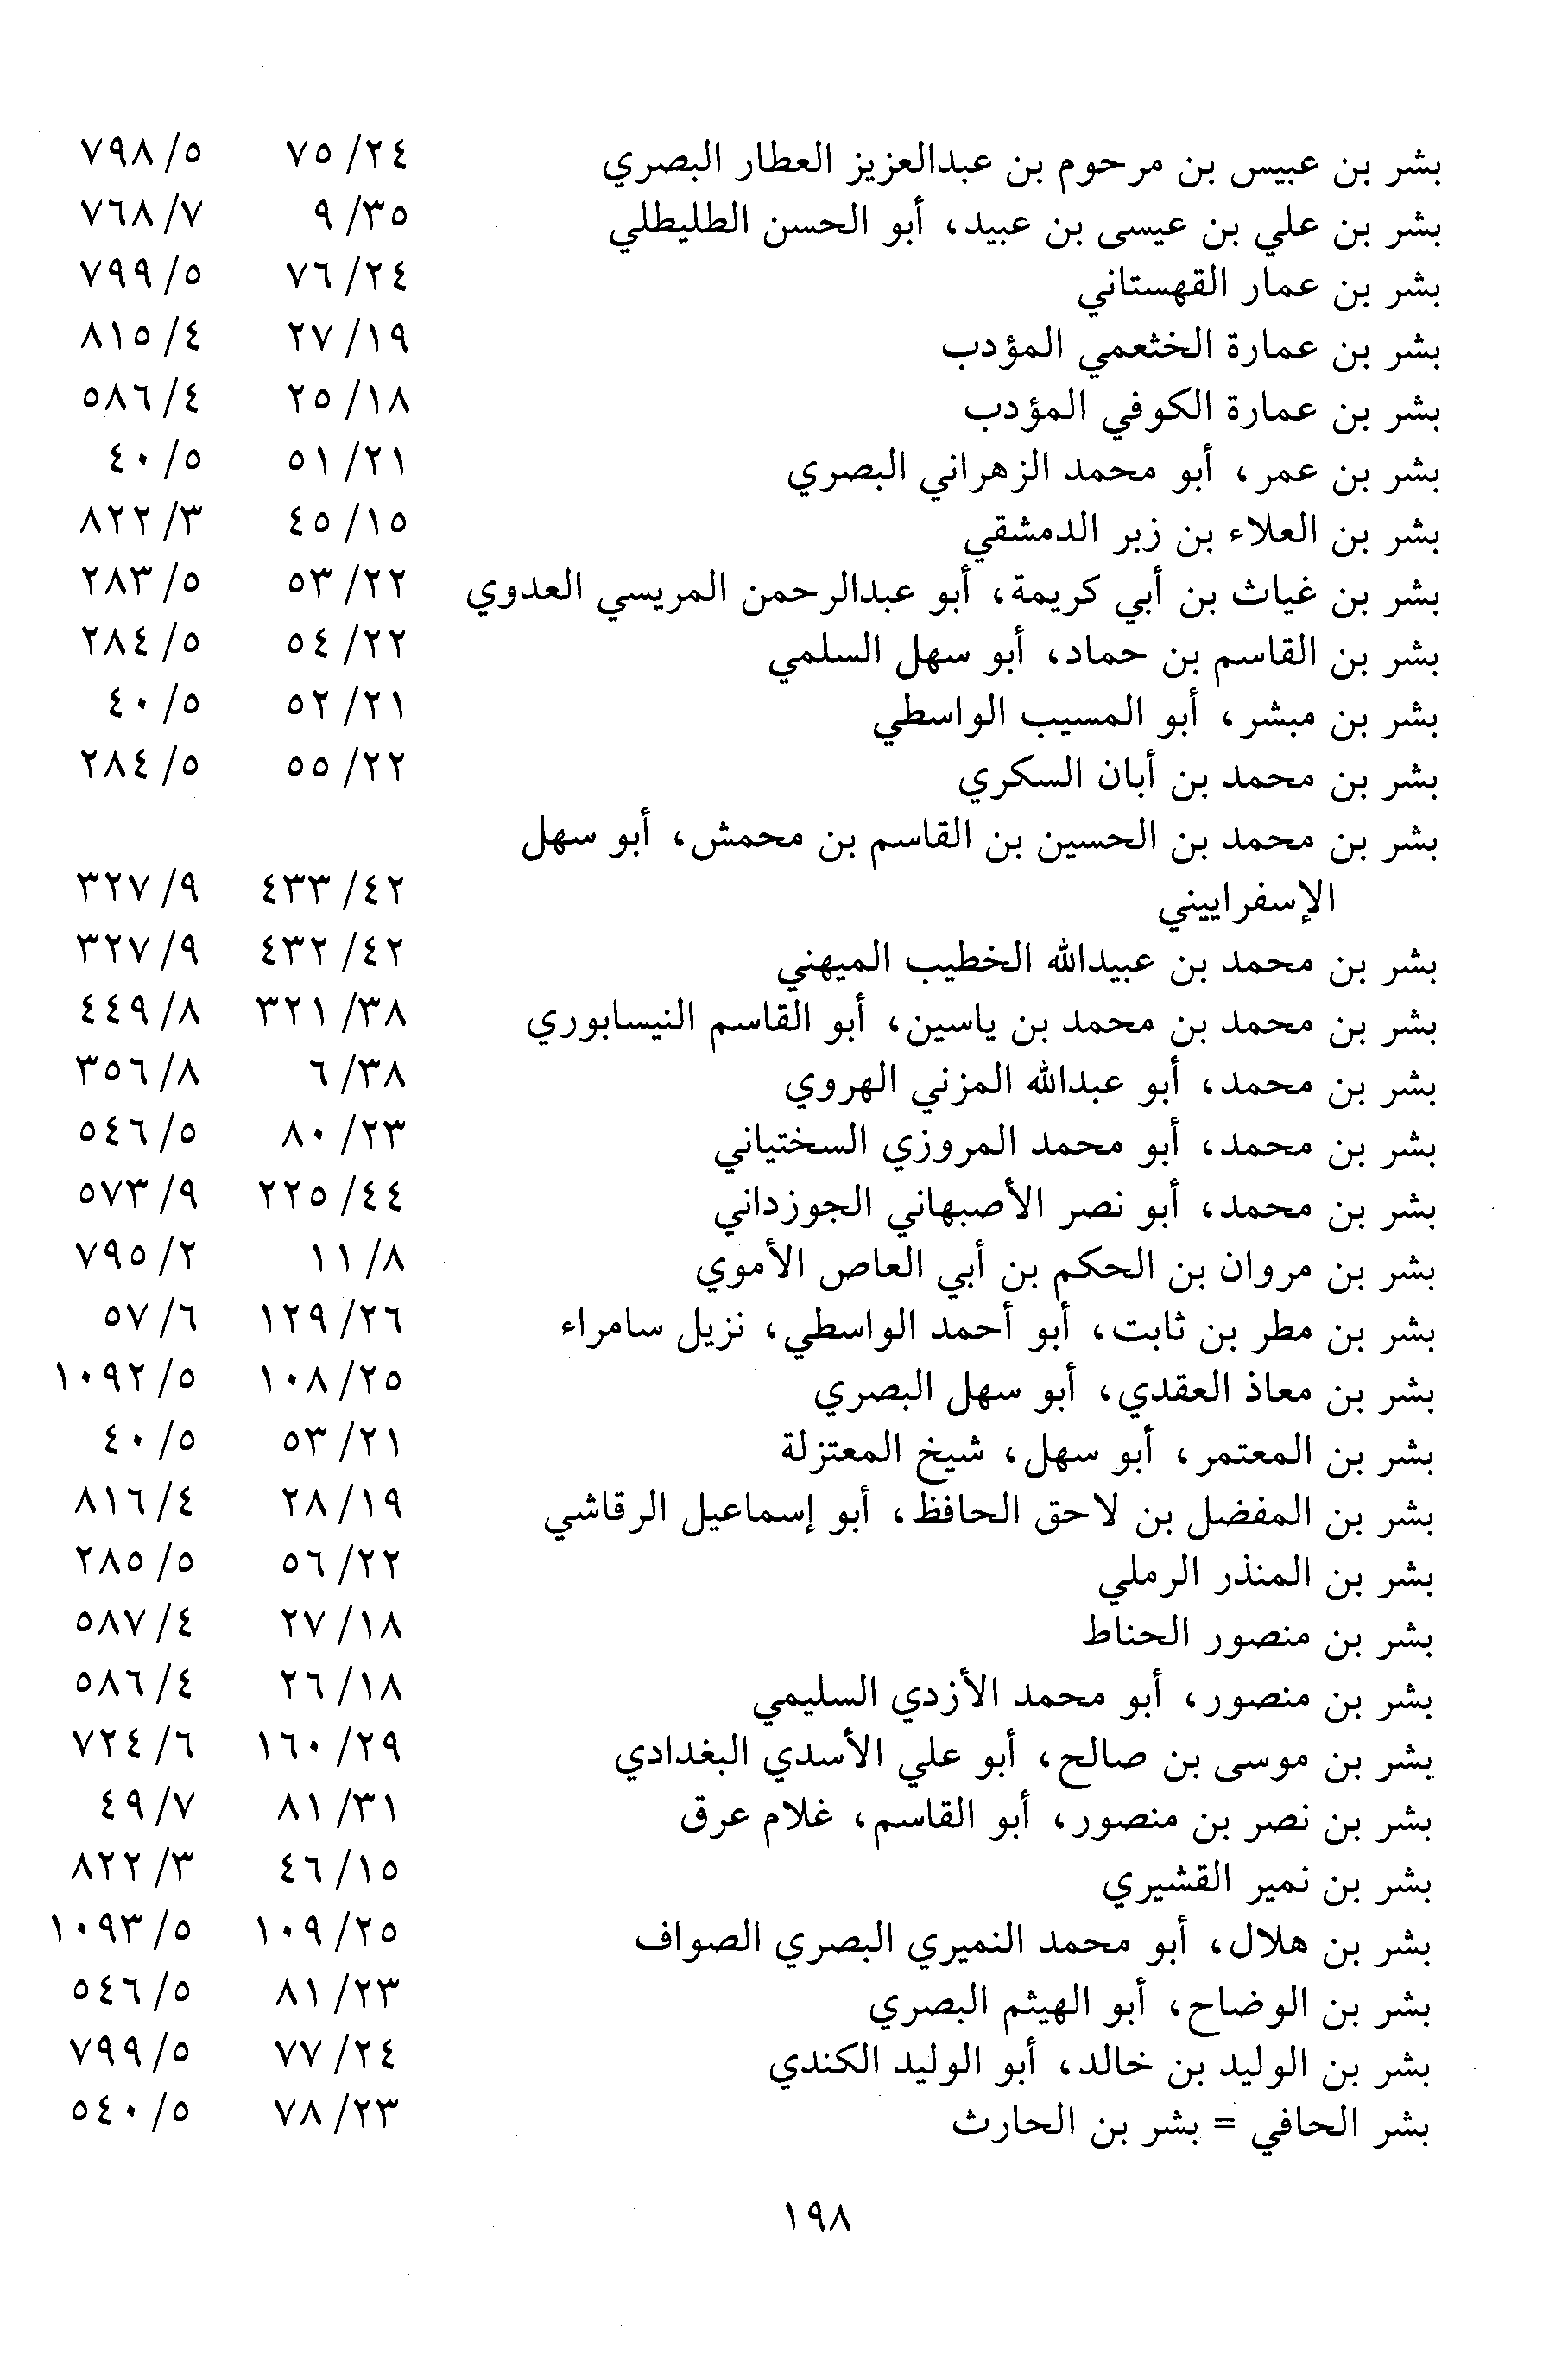 بشر بن عبيس بن مرحوم بن عبدالعزيز العطار البصري ٢٤/ ٧٥ ٥/ ٧٩٨
بشر بن علي بن عيسى بن عبيد، أبو الحسن الطليطلي ٣٥/ ٩ ٧/ ٧٦٨
بشر بن عمار القهستاني ٢٤/ ٧٦ ٥/ ٧٩٩
بشر بن عمارة الخثعمي المؤدب ١٩/ ٢٧ ٤/ ٨١٥
بشر بن عمارة الكوفي المؤدب ١٨/ ٢٥ ٤/ ٥٨٦
بشر بن عمر، أبو محمد الزهراني البصري ٢١/ ٥١ ٥/ ٤٠
بشر بن العلاء بن زبر الدمشقي ١٥/ ٤٥ ٣/ ٨٢٢
بشر بن غياث بن أبي كريمة، أبو عبدالرحمن المريسي العدوي ٢٢/ ٥٣ ٥/ ٢٨٣
بشر بن القاسم بن حماد، أبو سهل السلمي ٢٢/ ٥٤ ٥/ ٢٨٤
بشر بن مبشر، أبو المسيب الواسطي ٢١/ ٥٢ ٥/ ٤٠
بشر بن محمد بن أبان السكري ٢٢/ ٥٥ ٥/ ٢٨٤
بشر بن محمد بن الحسين بن القاسم بن محمش، أبو سهل
الإسفراييني ٤٢/ ٤٣٣ ٩/ ٣٢٧
بشر بن محمد بن عبيدالله الخطيب الميهني ٤٢/ ٤٣٢ ٩/ ٣٢٧
بشر بن محمد بن محمد بن ياسين، أبو القاسم النيسابوري ٣٨/ ٣٢١ ٨/ ٤٤٩
بشر بن محمد، أبو عبدالله المزني الهروي ٣٨/ ٦ ٨/ ٣٥٦
بشر بن محمد، أبو محمد المروزي السختياني ٢٣/ ٨٠ ٥/ ٥٤٦
بشر بن محمد، أبو نصر الأصبهاني الجوزداني ٤٤/ ٢٢٥ ٩/ ٥٧٣
بشر بن مروان بن الحكم بن أبي العاص الأموي ٨/ ١١ ٢/ ٧٩٥
بشر بن مطر بن ثابت، أبو أحمد الواسطي، نزيل سامراء ٢٦/ ١٢٩ ٦/ ٥٧
بشر بن معاذ العقدي، أبو سهل البصري ٢٥/ ١٠٨ ٥/ ١٠٩٢
بشر بن المعتمر، أبو سهل، شيخ المعتزلة ٢١/ ٥٣ ٥/ ٤٠
بشر بن المفضل بن لاحق الحافظ، أبو إسماعيل الرقاشي ١٩/ ٢٨ ٤/ ٨١٦
بشر بن المنذر الرملي ٢٢/ ٥٦ ٥/ ٢٨٥
بشر بن منصور الحناط ١٨/ ٢٧ ٤/ ٥٨٧
بشر بن منصور، أبو محمد الأزدي السليمي ١٨/ ٢٦ ٤/ ٥٨٦
بشر بن موسى بن صالح، أبو علي الأسدي البغدادي ٢٩/ ١٦٠ ٦/ ٧٢٤
بشر بن نصر بن منصور، أبو القاسم، غلام عرق ٣١/ ٨١ ٧/ ٤٩
بشر بن نمير القشيري ١٥/ ٤٦ ٣/ ٨٢٢
بشر بن هلال، أبو محمد النميري البصري الصواف ٢٥/ ١٠٩ ٥/ ١٠٩٣
بشر بن الوضاح، أبو الهيثم البصري ٢٣/ ٨١ ٥/ ٥٤٦
بشر بن الوليد بن خالد، أبو الوليد الكندي ٢٤/ ٧٧ ٥/ ٧٩٩
بشر الحافي = بشر بن الحارث ٢٣/ ٧٨ ٥/ ٥٤٠
١٩٨